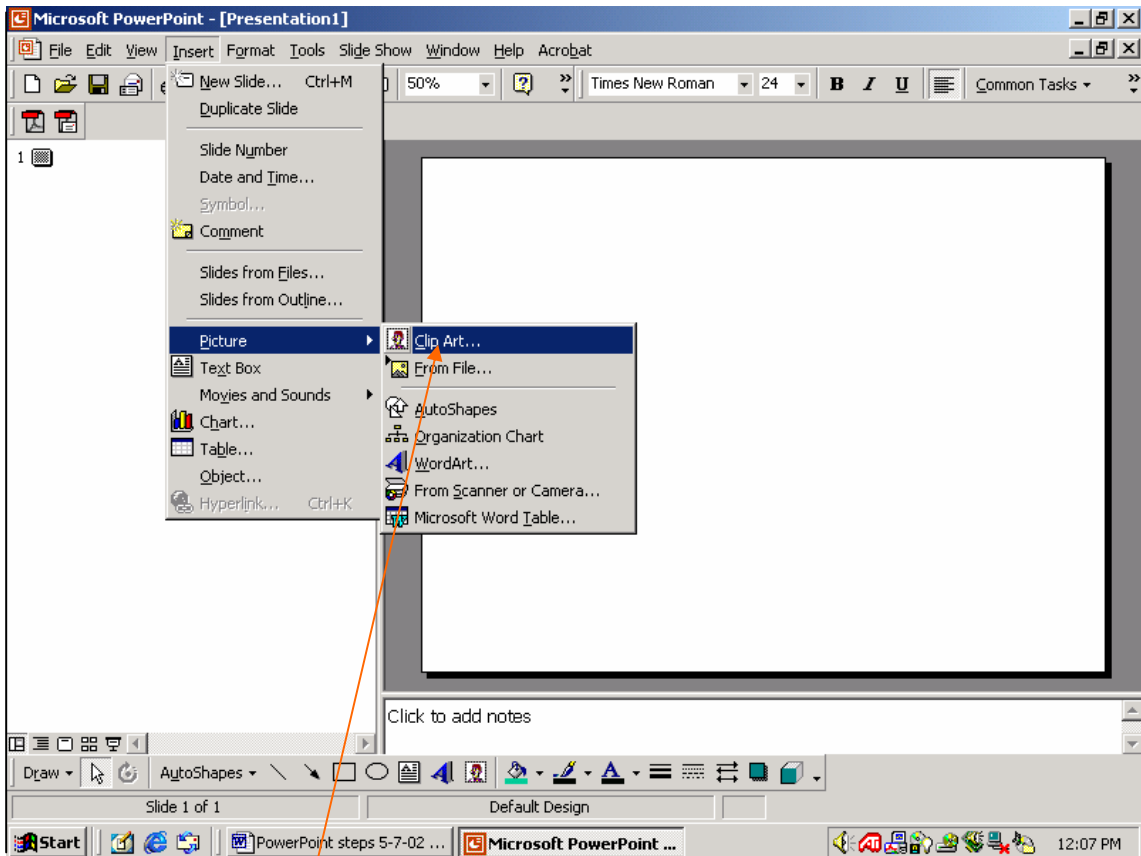 Microsoft PowerPoint - [Presentation1]
File Edit View Insert Format Tools Slide Show Window Help Acrobat
50% Times New Roman 24 B I U Common Tasks
New Slide... Ctrl+M
Duplicate Slide
1
Slide Number
Date and Time...
Symbol...
Comment
Slides from Files...
Slides from Outline...
Picture
Text Box
Movies and Sounds
Chart...
Table...
Object...
Hyperlink... Ctrl+K
Clip Art...
From File...
AutoShapes
Organization Chart
WordArt...
From Scanner or Camera...
Microsoft Word Table...
Click to add notes
Draw AutoShapes
Slide 1 of 1 Default Design
Start PowerPoint steps 5-7-02 ... Microsoft PowerPoint ... 12:07 PM